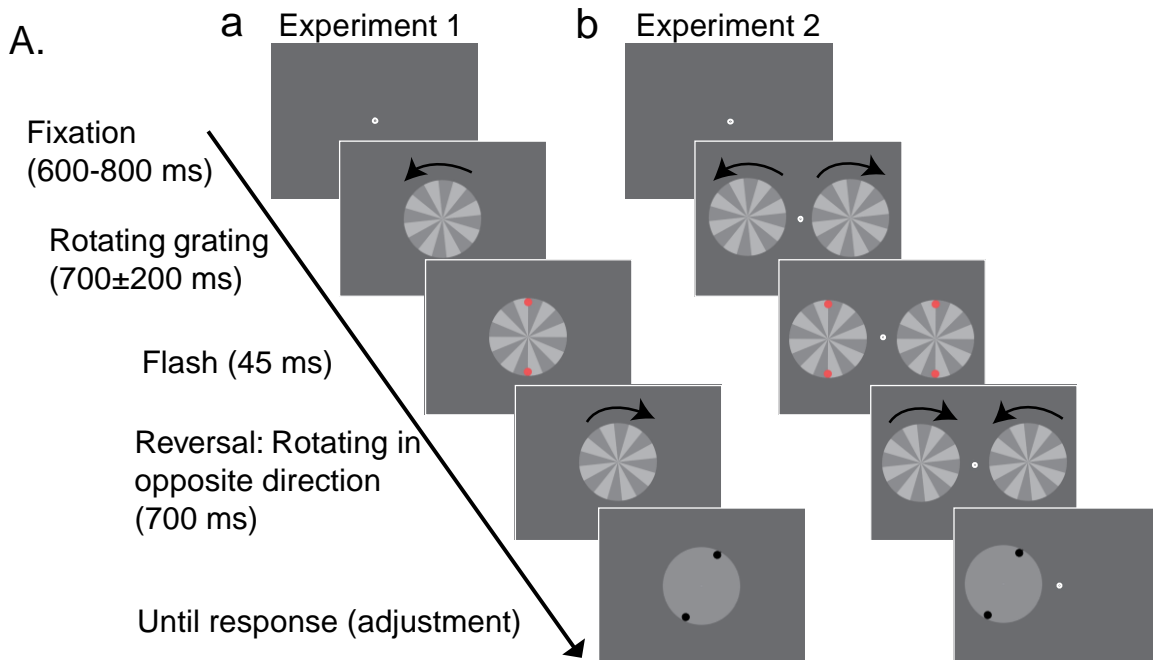 A.
a Experiment 1
b Experiment 2
Fixation
(600-800 ms)
Rotating grating
(700±200 ms)
Flash (45 ms)
Reversal: Rotating in
opposite direction
(700 ms)
Until response (adjustment)